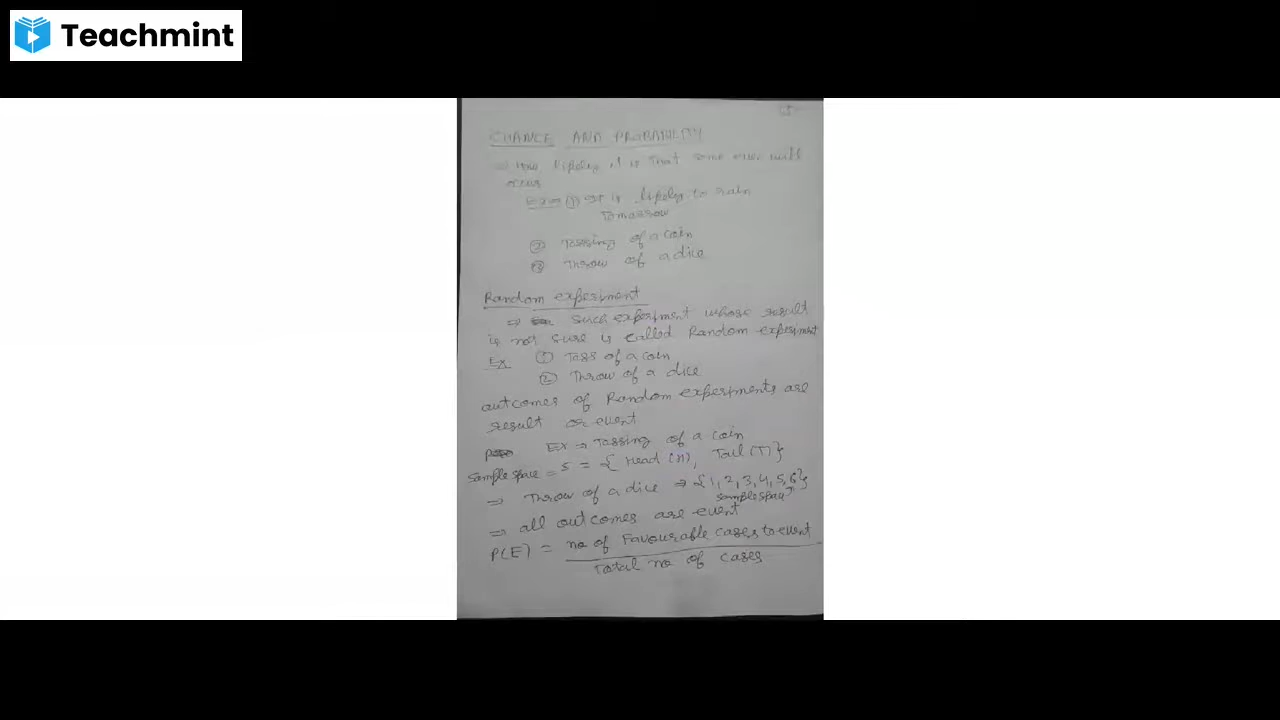 Teachmint
CHANCE AND PROBABILITY
How likely it is that some even will
occur
Ex⇒ ① It is likely to rain
Tomorrow
② Tossing of a coin
③ Throw of a dice
Random experiment
⇒ Such experiment whose result
is not sure is called Random experiment
Ex ① Toss of a coin
② Throw of a dice
outcomes of Random experiments are
result or event
Ex ⇒ Tossing of a coin
sample space = S = { Head (H), Tail (T) }
⇒ Throw of a dice ⇒ {1, 2, 3, 4, 5, 6}
sample space
⇒ all outcomes are event
P(E) = no of Favourable cases to event
Total no of cases